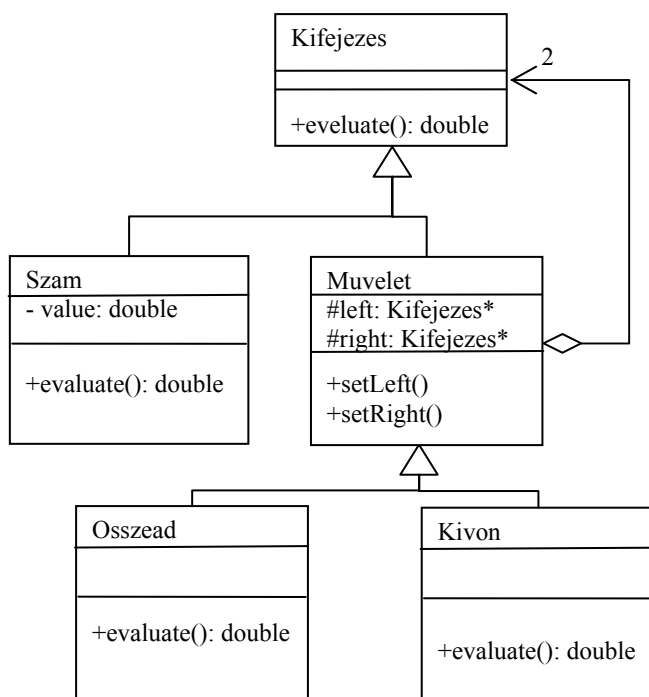 Kifejezes
2
+eveluate(): double
Szam
- value: double
+evaluate(): double
Muvelet
#left: Kifejezes*
#right: Kifejezes*
+setLeft()
+setRight()
Osszead
+evaluate(): double
Kivon
+evaluate(): double